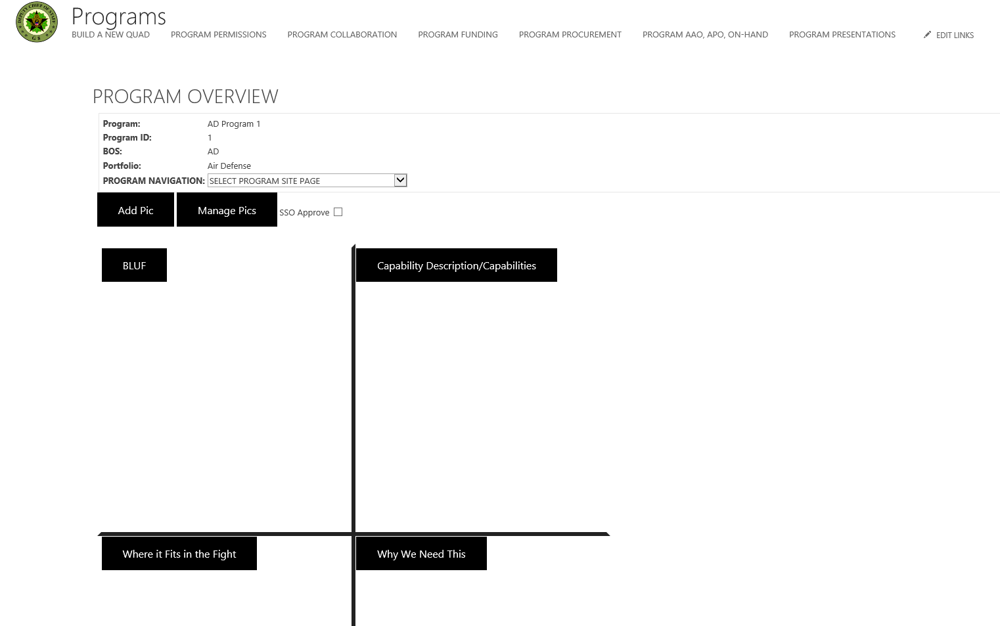 DEPUTY CHIEF OF STAFF
G 8
Programs
BUILD A NEW QUAD PROGRAM PERMISSIONS PROGRAM COLLABORATION PROGRAM FUNDING PROGRAM PROCUREMENT PROGRAM AAO, APO, ON-HAND PROGRAM PRESENTATIONS EDIT LINKS
PROGRAM OVERVIEW
Program: AD Program 1
Program ID: 1
BOS: AD
Portfolio: Air Defense
PROGRAM NAVIGATION: SELECT PROGRAM SITE PAGE
Add Pic Manage Pics SSO Approve
BLUF Capability Description/Capabilities
Where it Fits in the Fight Why We Need This